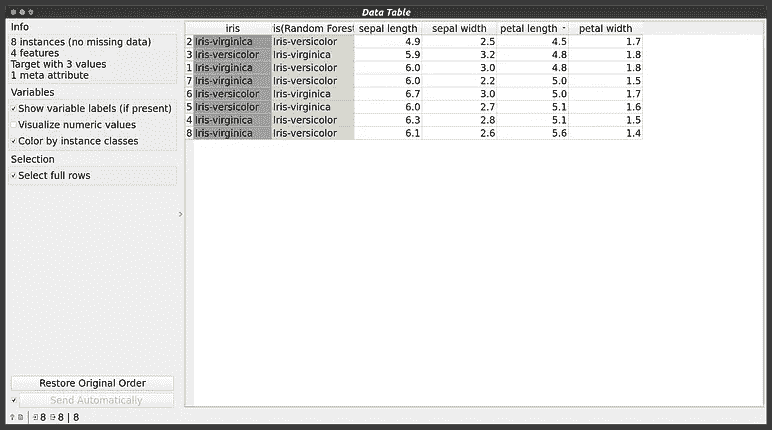 Data Table
Info
8 instances (no missing data)
4 features
Target with 3 values
1 meta attribute
Variables
Show variable labels (if present)
Visualize numeric values
Color by instance classes
Selection
Select full rows
Restore Original Order
Send Automatically
8 8 | 8
iris is(Random Forest sepal length sepal width petal length petal width
2 Iris-virginica Iris-versicolor 4.9 2.5 4.5 1.7
3 Iris-versicolor Iris-virginica 5.9 3.2 4.8 1.8
1 Iris-virginica Iris-versicolor 6.0 3.0 4.8 1.8
7 Iris-virginica Iris-versicolor 6.0 2.2 5.0 1.5
6 Iris-versicolor Iris-virginica 6.7 3.0 5.0 1.7
5 Iris-versicolor Iris-virginica 6.0 2.7 5.1 1.6
4 Iris-virginica Iris-versicolor 6.3 2.8 5.1 1.5
8 Iris-virginica Iris-versicolor 6.1 2.6 5.6 1.4